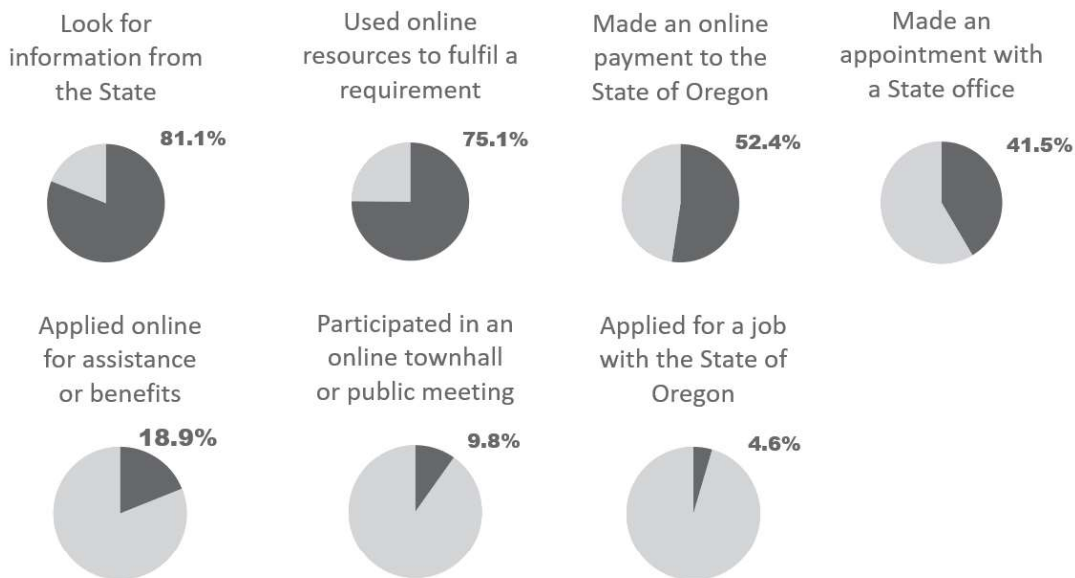 Look for
information from
the State
81.1%
Used online
resources to fulfil a
requirement
75.1%
Made an online
payment to the
State of Oregon
52.4%
Made an
appointment with
a State office
41.5%
Applied online
for assistance
or benefits
18.9%
Participated in an
online townhall
or public meeting
9.8%
Applied for a job
with the State of
Oregon
4.6%